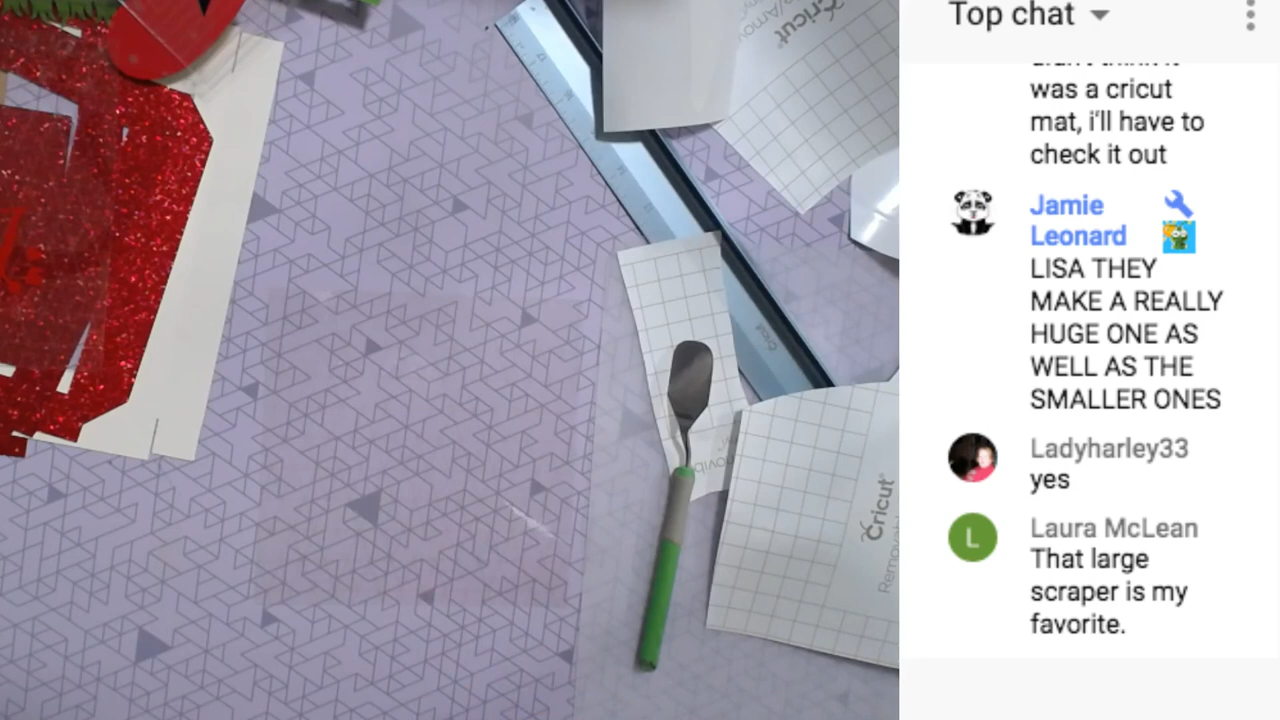 Top chat
was a cricut
mat, i'll have to
check it out
Jamie
Leonard
LISA THEY
MAKE A REALLY
HUGE ONE AS
WELL AS THE
SMALLER ONES
Ladyharley33
yes
L
Laura McLean
That large
scraper is my
favorite.
Cricut
Cricut
Cricut